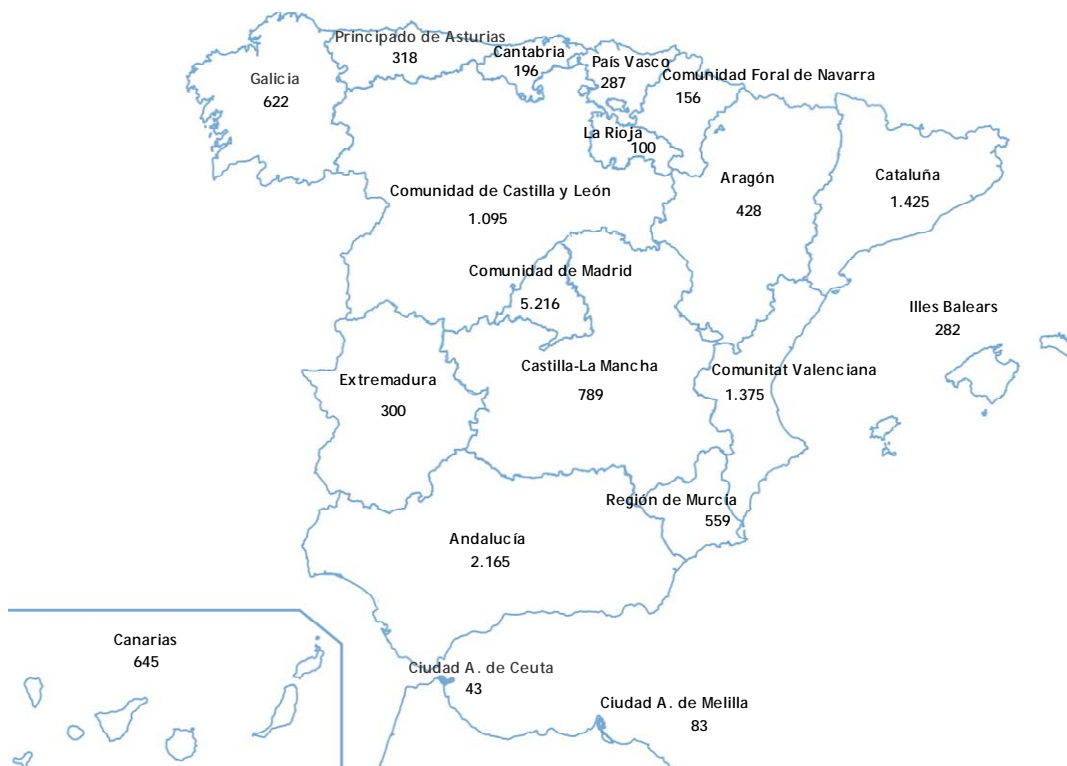 Principado de Asturias
318
Cantabria
196
País Vasco
287
Comunidad Foral de Navarra
156
Galicia
622
La Rioja
100
Comunidad de Castilla y León
1.095
Aragón
428
Cataluña
1.425
Comunidad de Madrid
5.216
Illes Balears
282
Extremadura
300
Castilla-La Mancha
789
Comunitat Valenciana
1.375
Región de Murcia
559
Andalucía
2.165
Canarias
645
Ciudad A. de Ceuta
43
Ciudad A. de Melilla
83